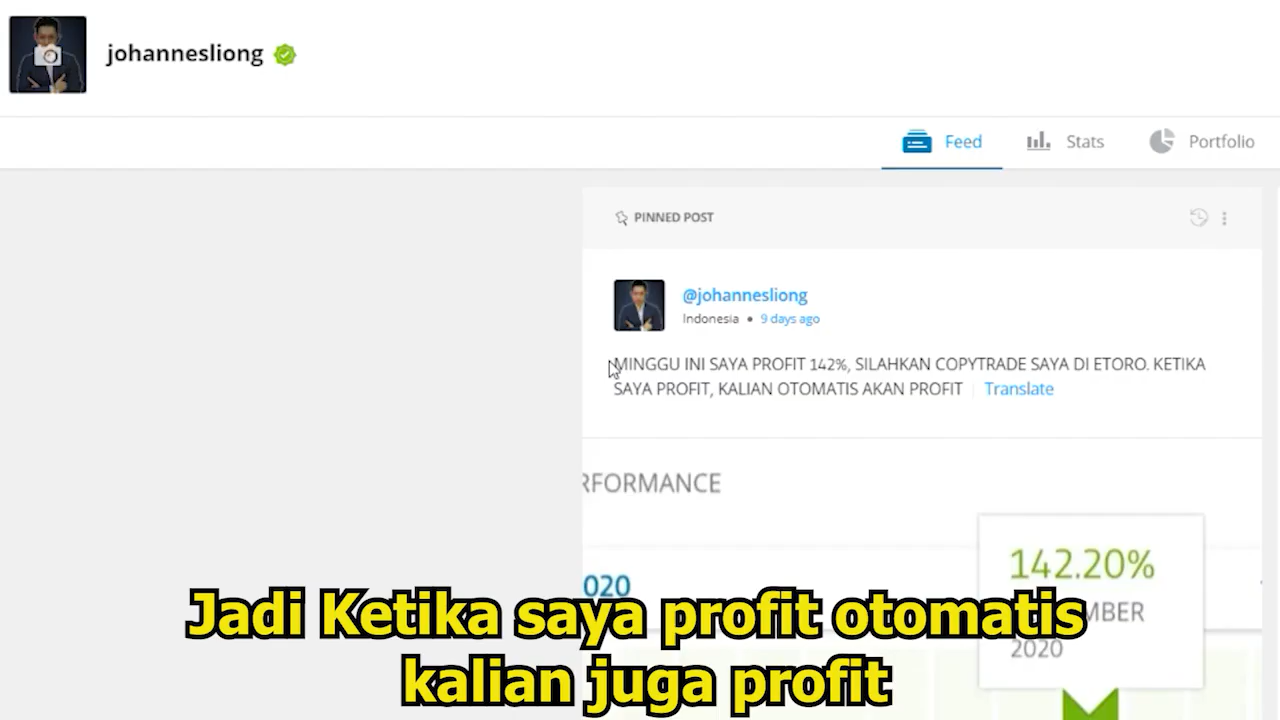 johannesliong
Feed
Stats
Portfolio
PINNED POST
@johannesliong
Indonesia • 9 days ago
MINGGU INI SAYA PROFIT 142%, SILAHKAN COPYTRADE SAYA DI ETORO. KETIKA
SAYA PROFIT, KALIAN OTOMATIS AKAN PROFIT Translate
RFORMANCE
142.20%
020
MBER
2020
Jadi Ketika saya profit otomatis
kalian juga profit